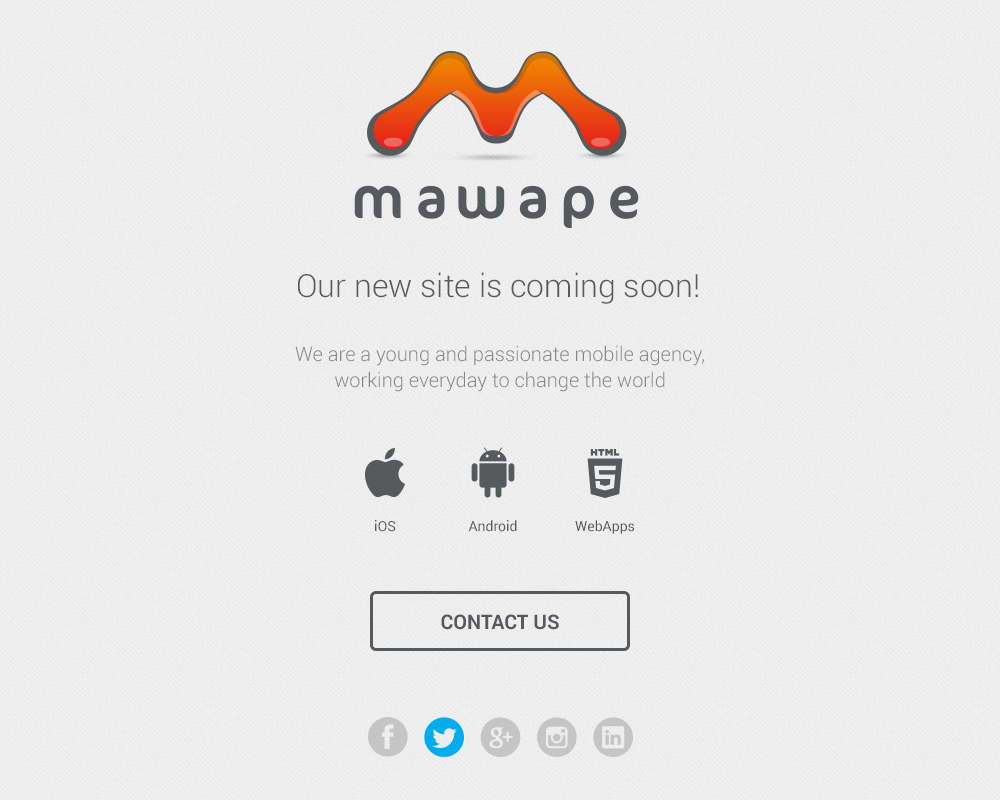 mawape
Our new site is coming soon!
We are a young and passionate mobile agency,
working everyday to change the world
HTML
5
iOS
Android
WebApps
CONTACT US
f
g+
in